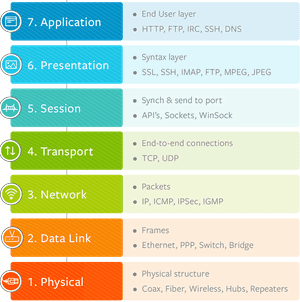 7. Application
• End User layer
• HTTP, FTP, IRC, SSH, DNS
6. Presentation
• Syntax layer
• SSL, SSH, IMAP, FTP, MPEG, JPEG
5. Session
• Synch & send to port
• API's, Sockets, WinSock
4. Transport
• End-to-end connections
• TCP, UDP
3. Network
• Packets
• IP, ICMP, IPSec, IGMP
2. Data Link
• Frames
• Ethernet, PPP, Switch, Bridge
1. Physical
• Physical structure
• Coax, Fiber, Wireless, Hubs, Repeaters